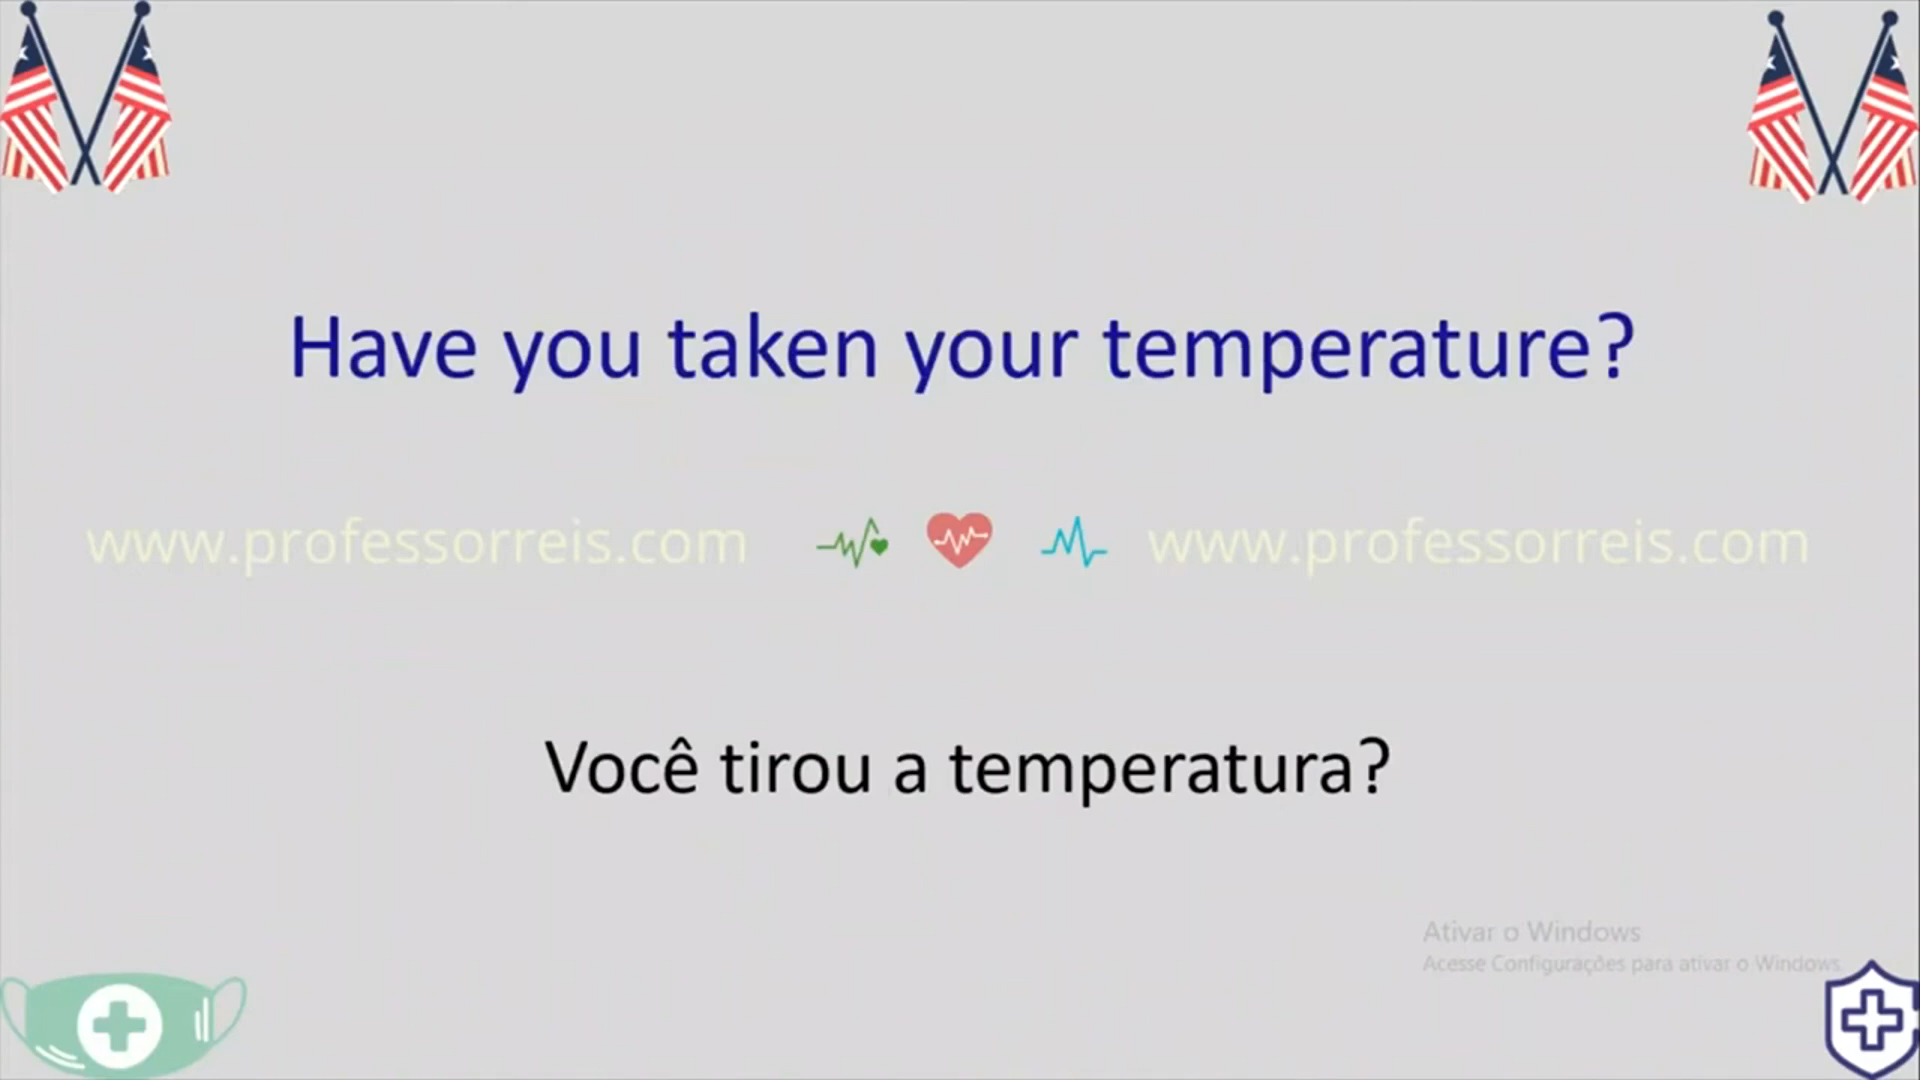 Have you taken your temperature?
www.professorreis.com www.professorreis.com
Você tirou a temperatura?
Ativar o Windows
Acesse Configurações para ativar o Windows.